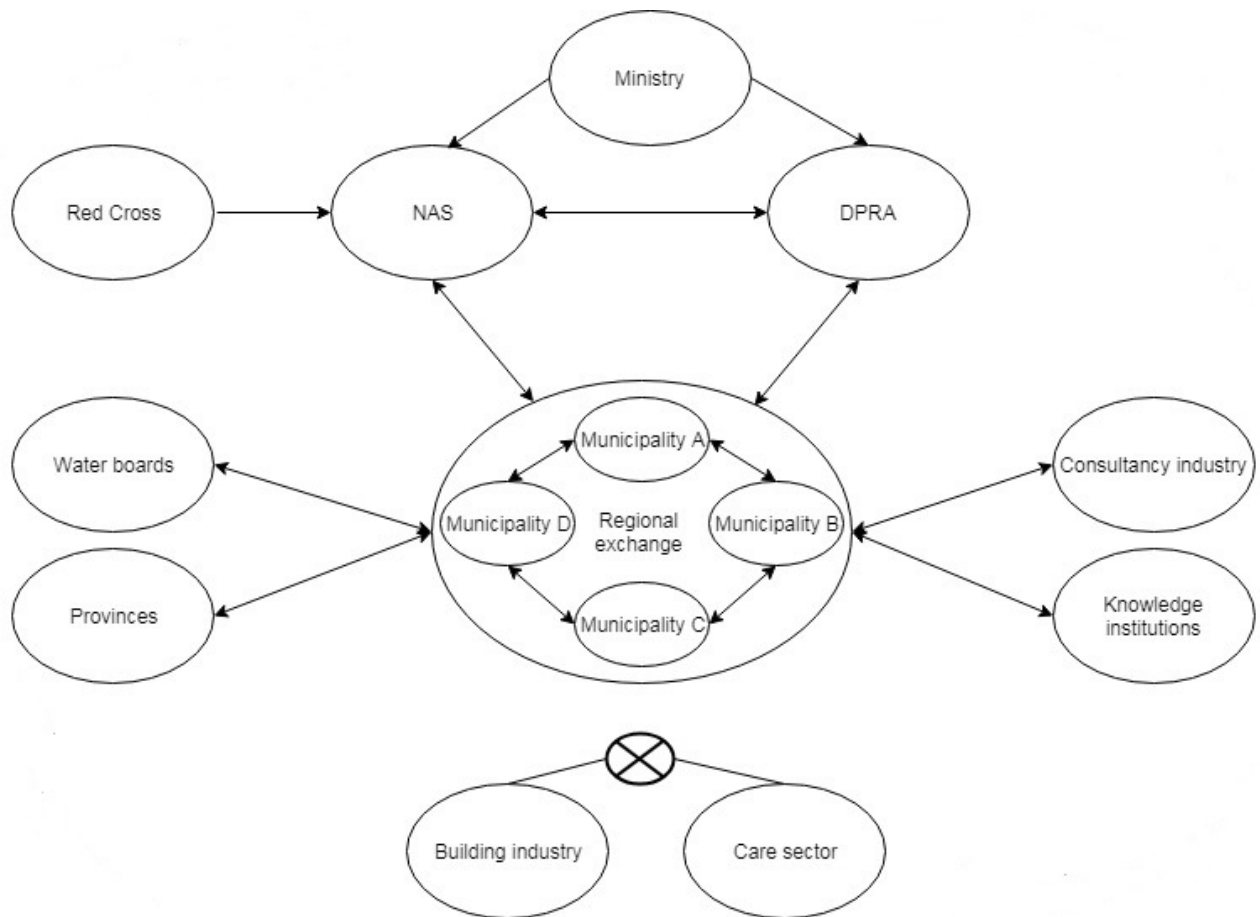 Ministry
Red Cross
NAS
DPRA
Municipality A
Water boards
Consultancy industry
Municipality D
Regional
exchange
Municipality B
Provinces
Municipality C
Knowledge
institutions
Building industry
Care sector